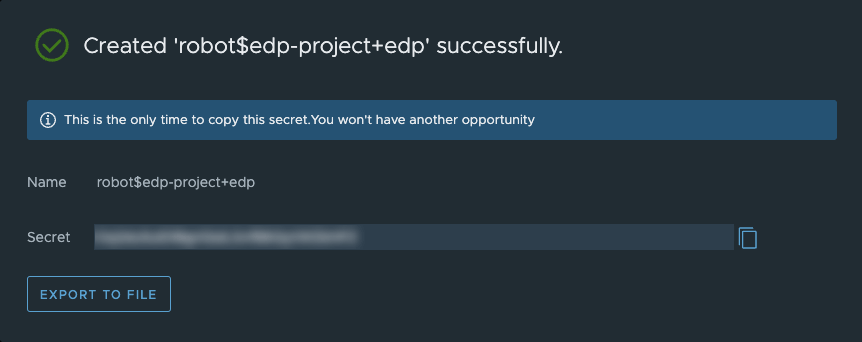 Created 'robot$edp-project+edp' successfully.
This is the only time to copy this secret.You won't have another opportunity
Name robot$edp-project+edp
Secret
EXPORT TO FILE